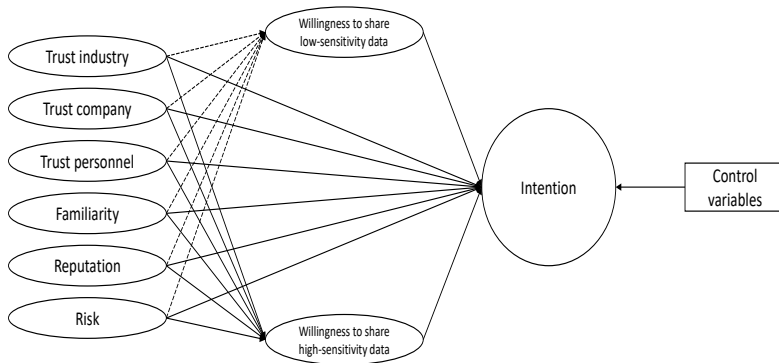 Willingness to share
low-sensitivity data
Trust industry
Trust company
Trust personnel
Familiarity
Reputation
Risk
Willingness to share
high-sensitivity data
Intention
Control
variables